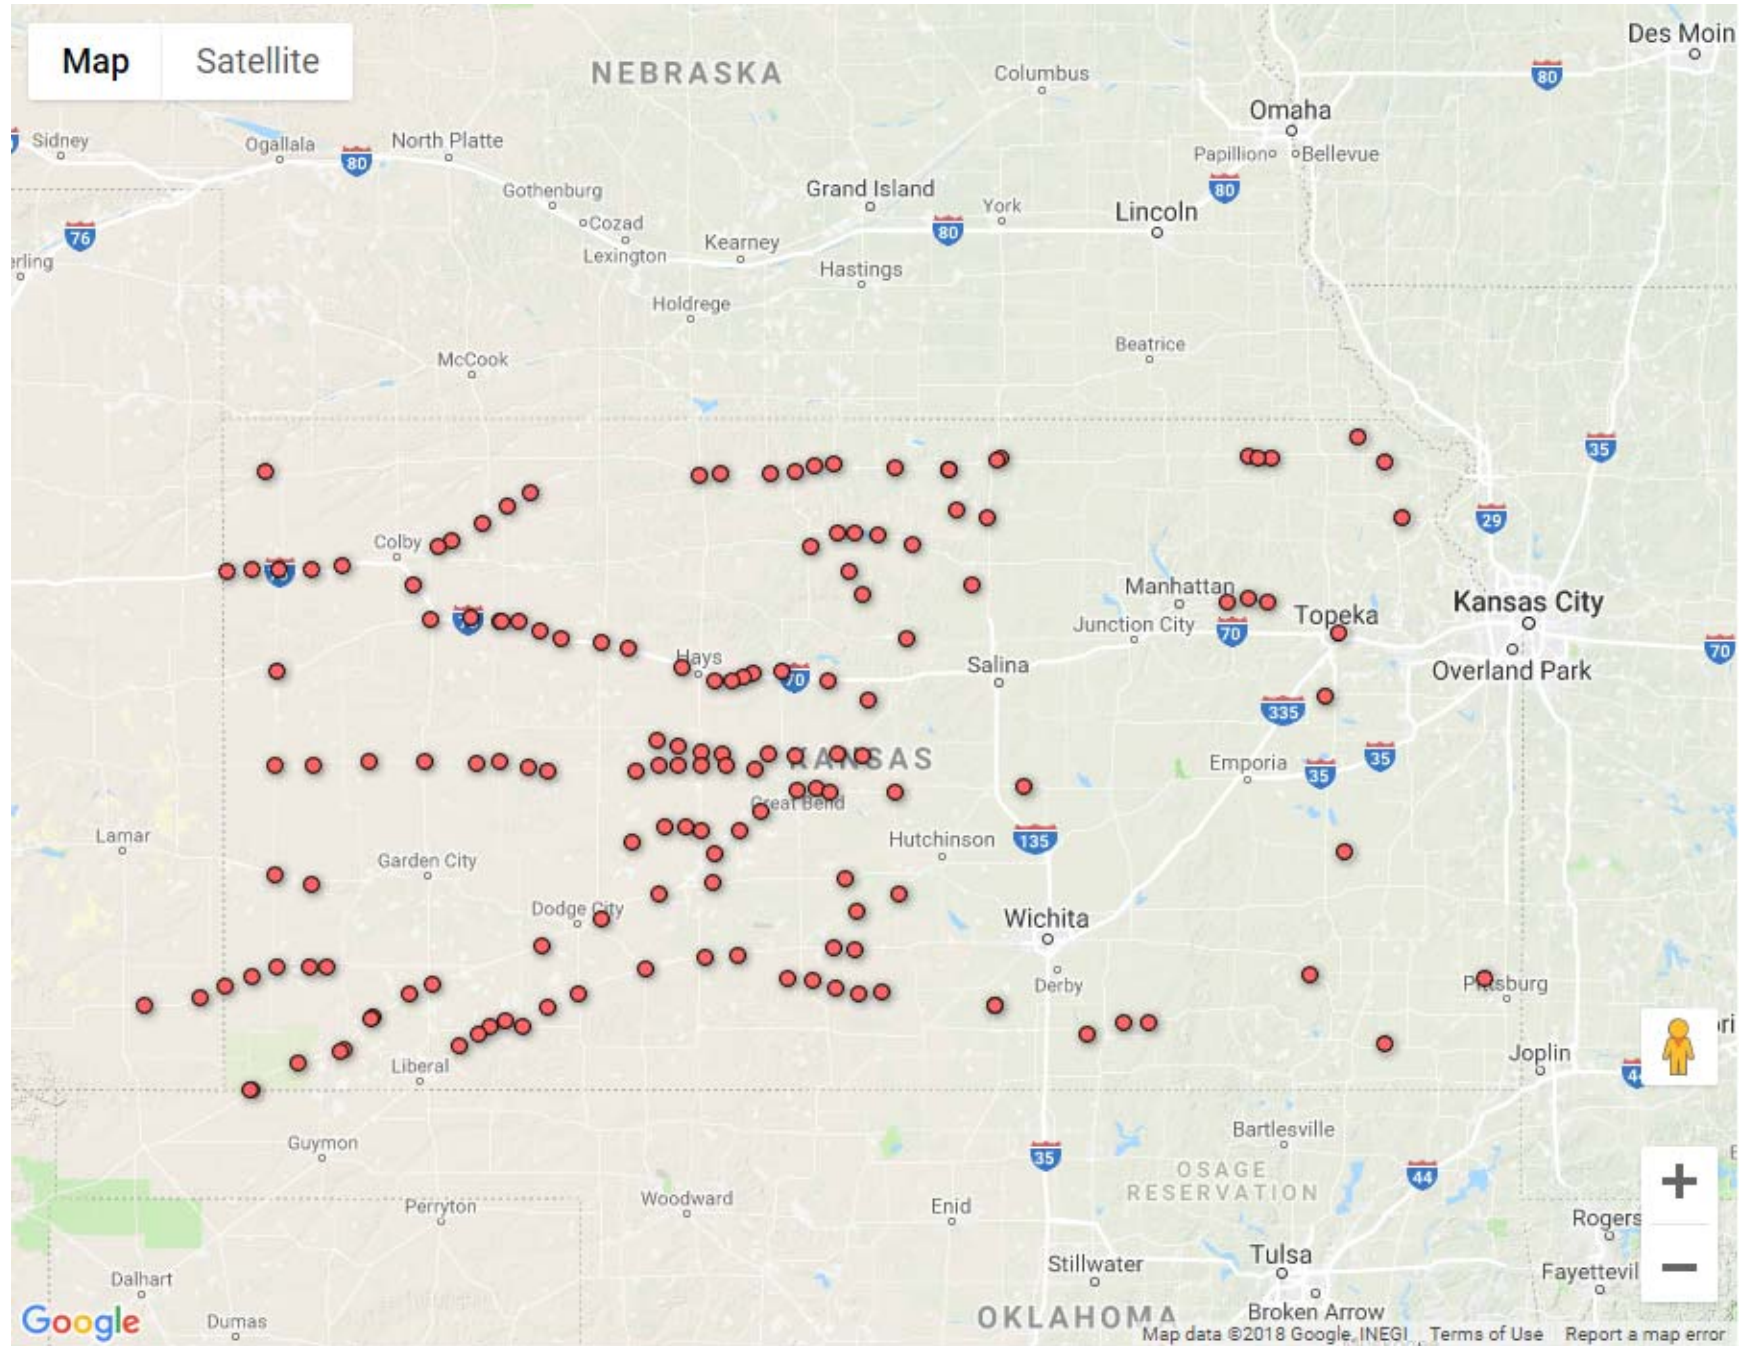 Map Satellite
NEBRASKA
Columbus
Des Moin
80
Omaha
Sidney
Ogallala
80
North Platte
Papillion
Bellevue
80
Gothenburg
Grand Island
York
Lincoln
76
Cozad
80
Kearney
erling
Lexington
Hastings
Holdrege
Beatrice
McCook
35
29
Colby
Manhattan
Kansas City
Junction City
70
Topeka
70
Hays
70
Salina
Overland Park
335
KANSAS
Emporia
35
35
Great Bend
Lamar
Hutchinson
135
Garden City
Dodge City
Wichita
Derby
Pittsburg
Liberal
Joplin
Guymon
35
Bartlesville
OSAGE
RESERVATION
44
Perryton
Woodward
Enid
Rogers
Stillwater
Tulsa
Dalhart
Fayettevil
Google
Dumas
OKLAHOMA
Broken Arrow
Map data ©2018 Google, INEGI Terms of Use Report a map error